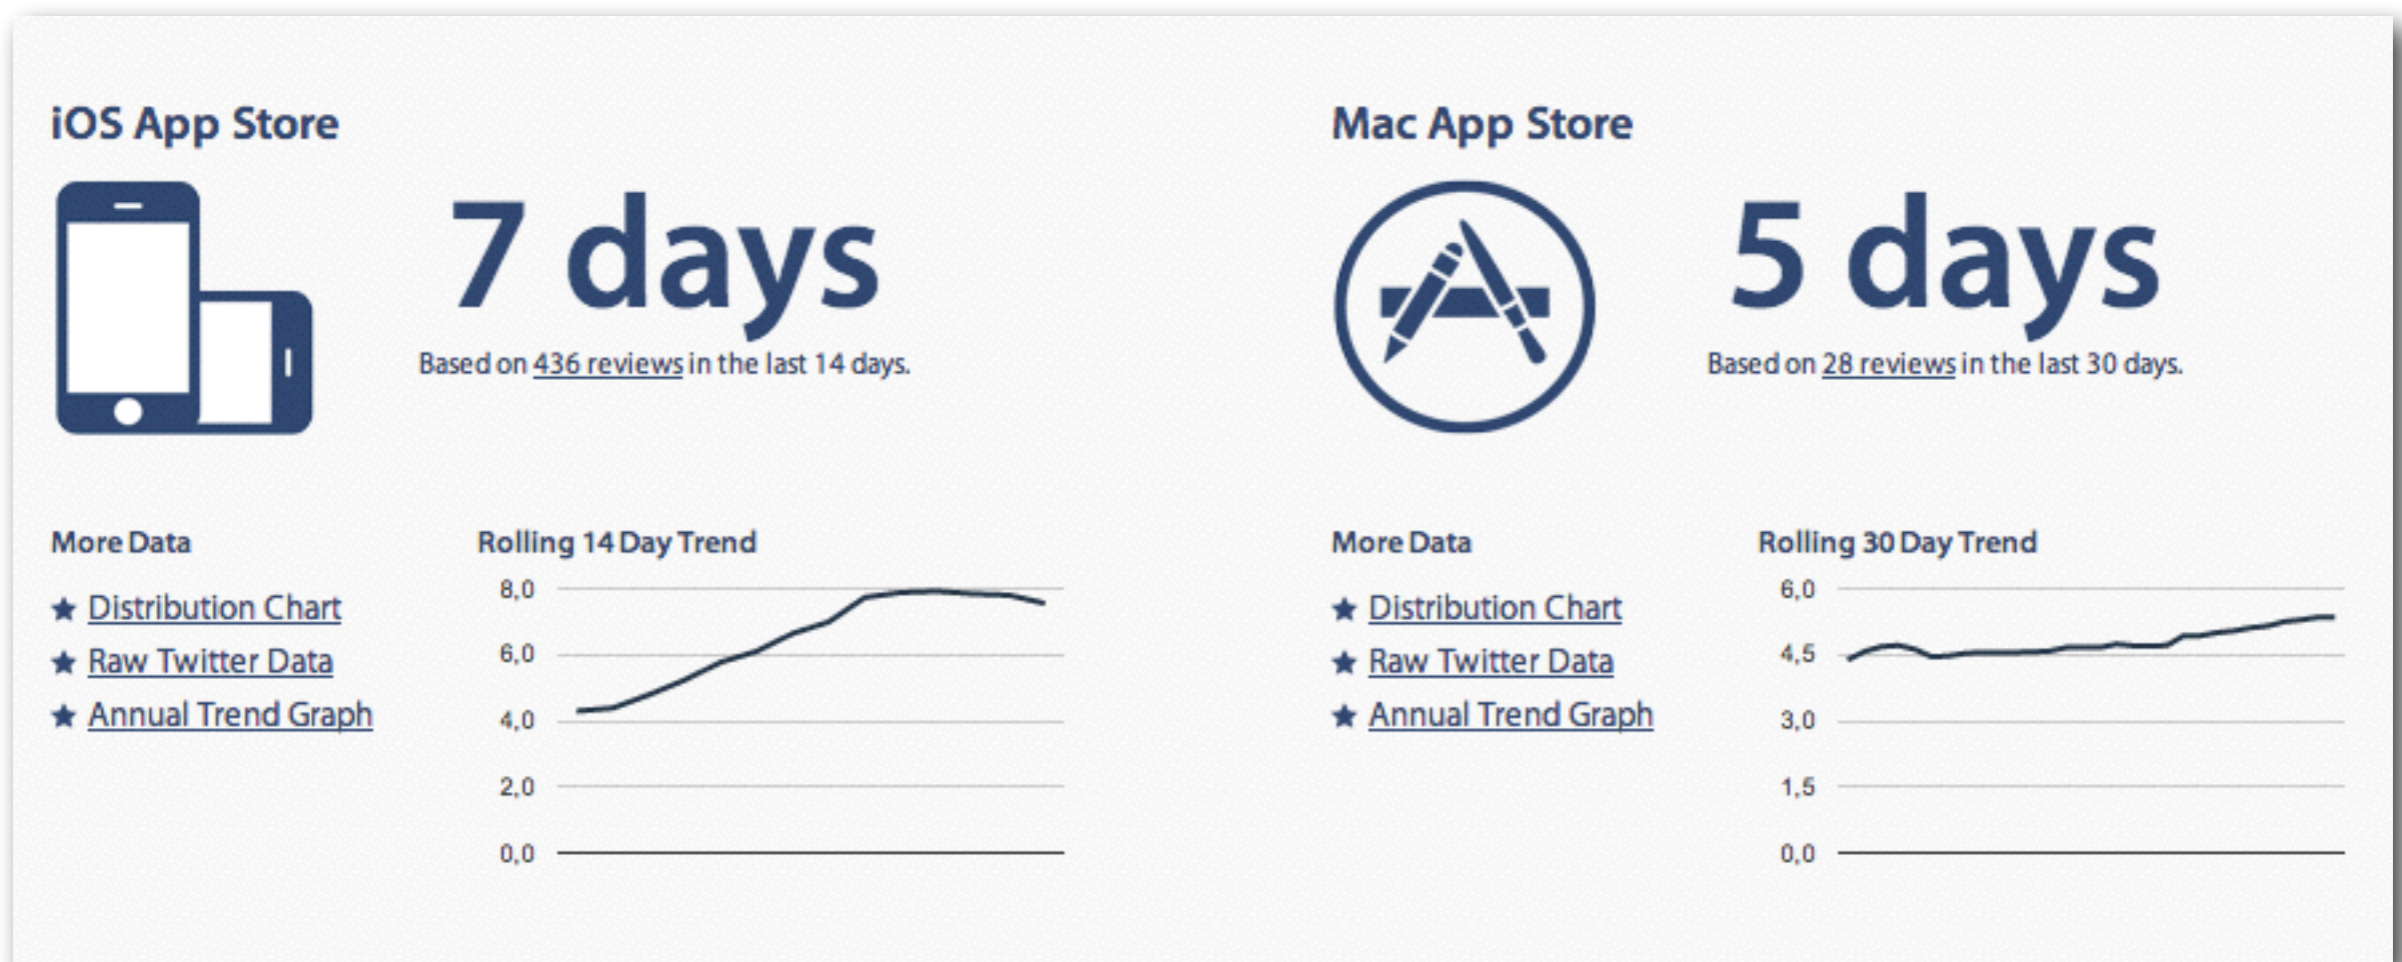 iOS App Store
7 days
Based on 436 reviews in the last 14 days.
More Data
★ Distribution Chart
★ Raw Twitter Data
★ Annual Trend Graph
Rolling 14 Day Trend
8,0
6,0
4,0
2,0
0,0
Mac App Store
5 days
Based on 28 reviews in the last 30 days.
More Data
★ Distribution Chart
★ Raw Twitter Data
★ Annual Trend Graph
Rolling 30 Day Trend
6,0
4,5
3,0
1,5
0,0